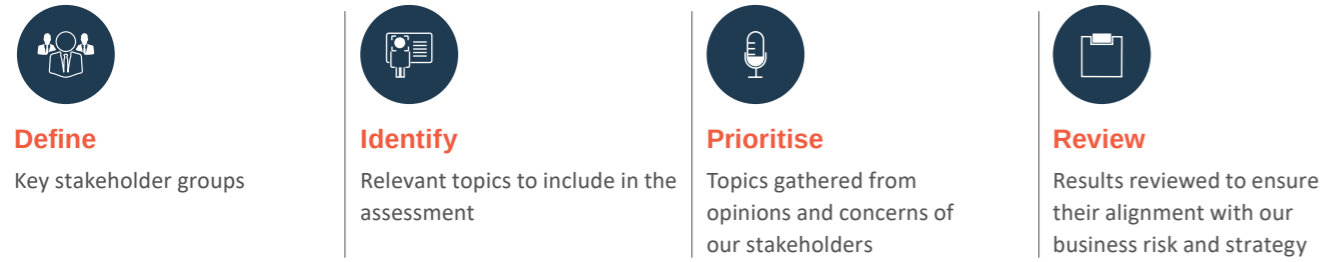 Define
Key stakeholder groups
Identify
Relevant topics to include in the
assessment
Prioritise
Topics gathered from
opinions and concerns of
our stakeholders
Review
Results reviewed to ensure
their alignment with our
business risk and strategy